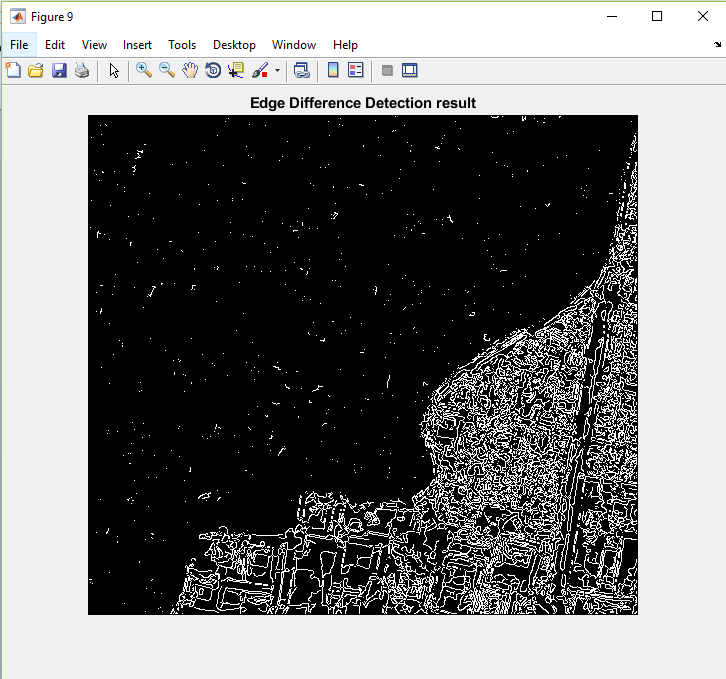 Figure 9
File Edit View Insert Tools Desktop Window Help
Edge Difference Detection result